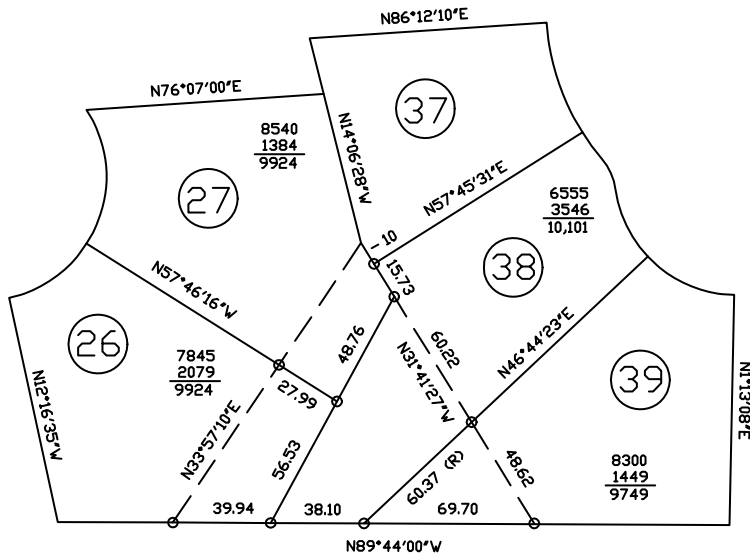 N86°12'10"E
N76°07'00"E
37
8540
1384
9924
N14°06'28"W
27
N57°45'31"E
6555
3546
10,101
-10
15.73
38
N57°46'16"W
26
7845
2079
9924
N12°16'35"W
48.76
60.22
N31°41'27"W
N46°44'23"E
39
N1°13'08"E
27.99
N33°57'10"E
56.53
60.37 (R)
48.62
8300
1449
9749
39.94
38.10
69.70
N89°44'00"W